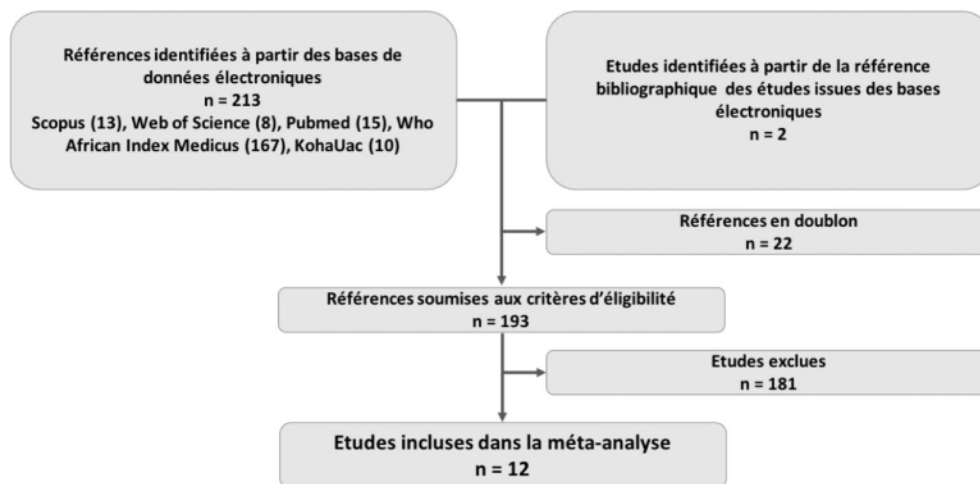 Références identifiées à partir des bases de
données électroniques
n = 213
Scopus (13), Web of Science (8), Pubmed (15), Who
African Index Medicus (167), KohaUac (10)
Etudes identifiées à partir de la référence
bibliographique des études issues des bases
électroniques
n = 2
Références en doublon
n = 22
Références soumises aux critères d'éligibilité
n = 193
Etudes exclues
n = 181
Etudes incluses dans la méta-analyse
n = 12